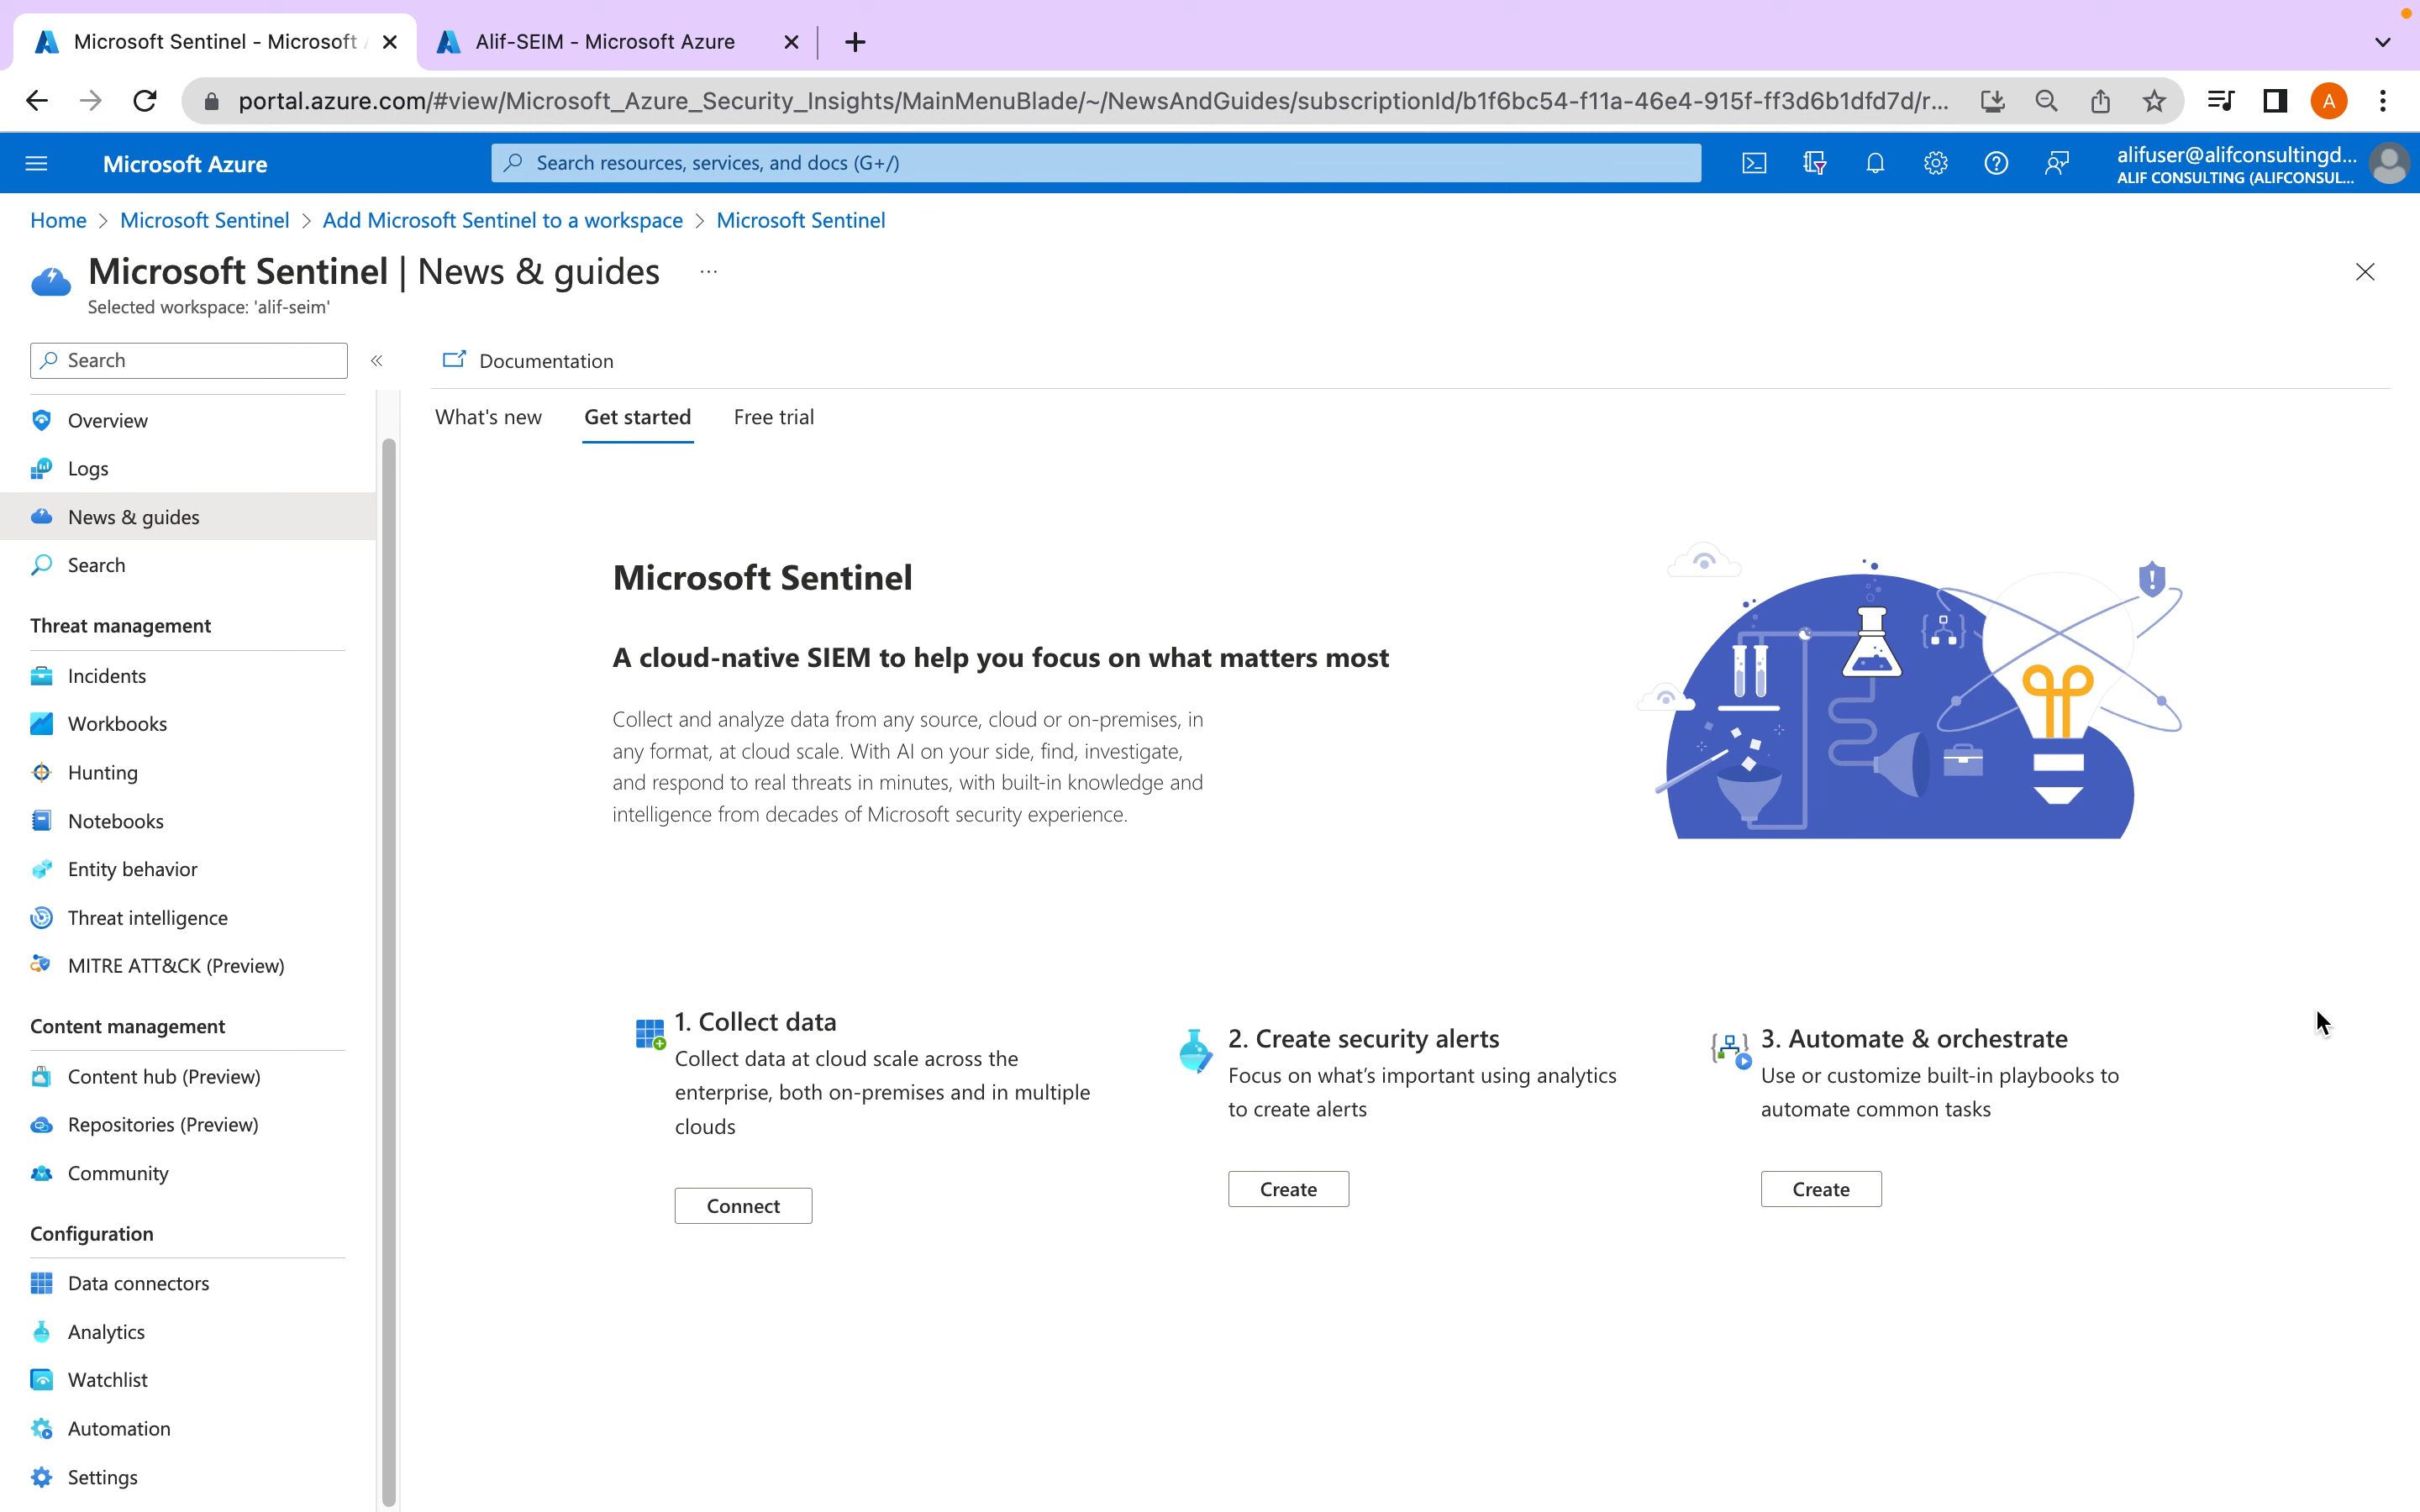 Microsoft Sentinel - Microsoft A
Alif-SEIM - Microsoft Azure
portal.azure.com/#view/Microsoft_Azure_Security_Insights/MainMenuBlade/~/NewsAndGuides/subscriptionId/b1f6bc54-f11a-46e4-915f-ff3d6b1dfd7d/r...
A
Microsoft Azure
Search resources, services, and docs (G+/)
alifuser@alifconsultingd...
ALIF CONSULTING (ALIFCONSUL...
Home > Microsoft Sentinel > Add Microsoft Sentinel to a workspace > Microsoft Sentinel
Microsoft Sentinel | News & guides ...
Selected workspace: 'alif-seim'
Search
«
Documentation
Overview
Logs
News & guides
Search
Threat management
Incidents
Workbooks
Hunting
Notebooks
Entity behavior
Threat intelligence
MITRE ATT&CK (Preview)
Content management
Content hub (Preview)
Repositories (Preview)
Community
Configuration
Data connectors
Analytics
Watchlist
Automation
Settings
What's new
Get started
Free trial
Microsoft Sentinel
A cloud-native SIEM to help you focus on what matters most
Collect and analyze data from any source, cloud or on-premises, in
any format, at cloud scale. With AI on your side, find, investigate,
and respond to real threats in minutes, with built-in knowledge and
intelligence from decades of Microsoft security experience.
1. Collect data
Collect data at cloud scale across the
enterprise, both on-premises and in multiple
clouds
Connect
2. Create security alerts
Focus on what's important using analytics
to create alerts
Create
3. Automate & orchestrate
Use or customize built-in playbooks to
automate common tasks
Create